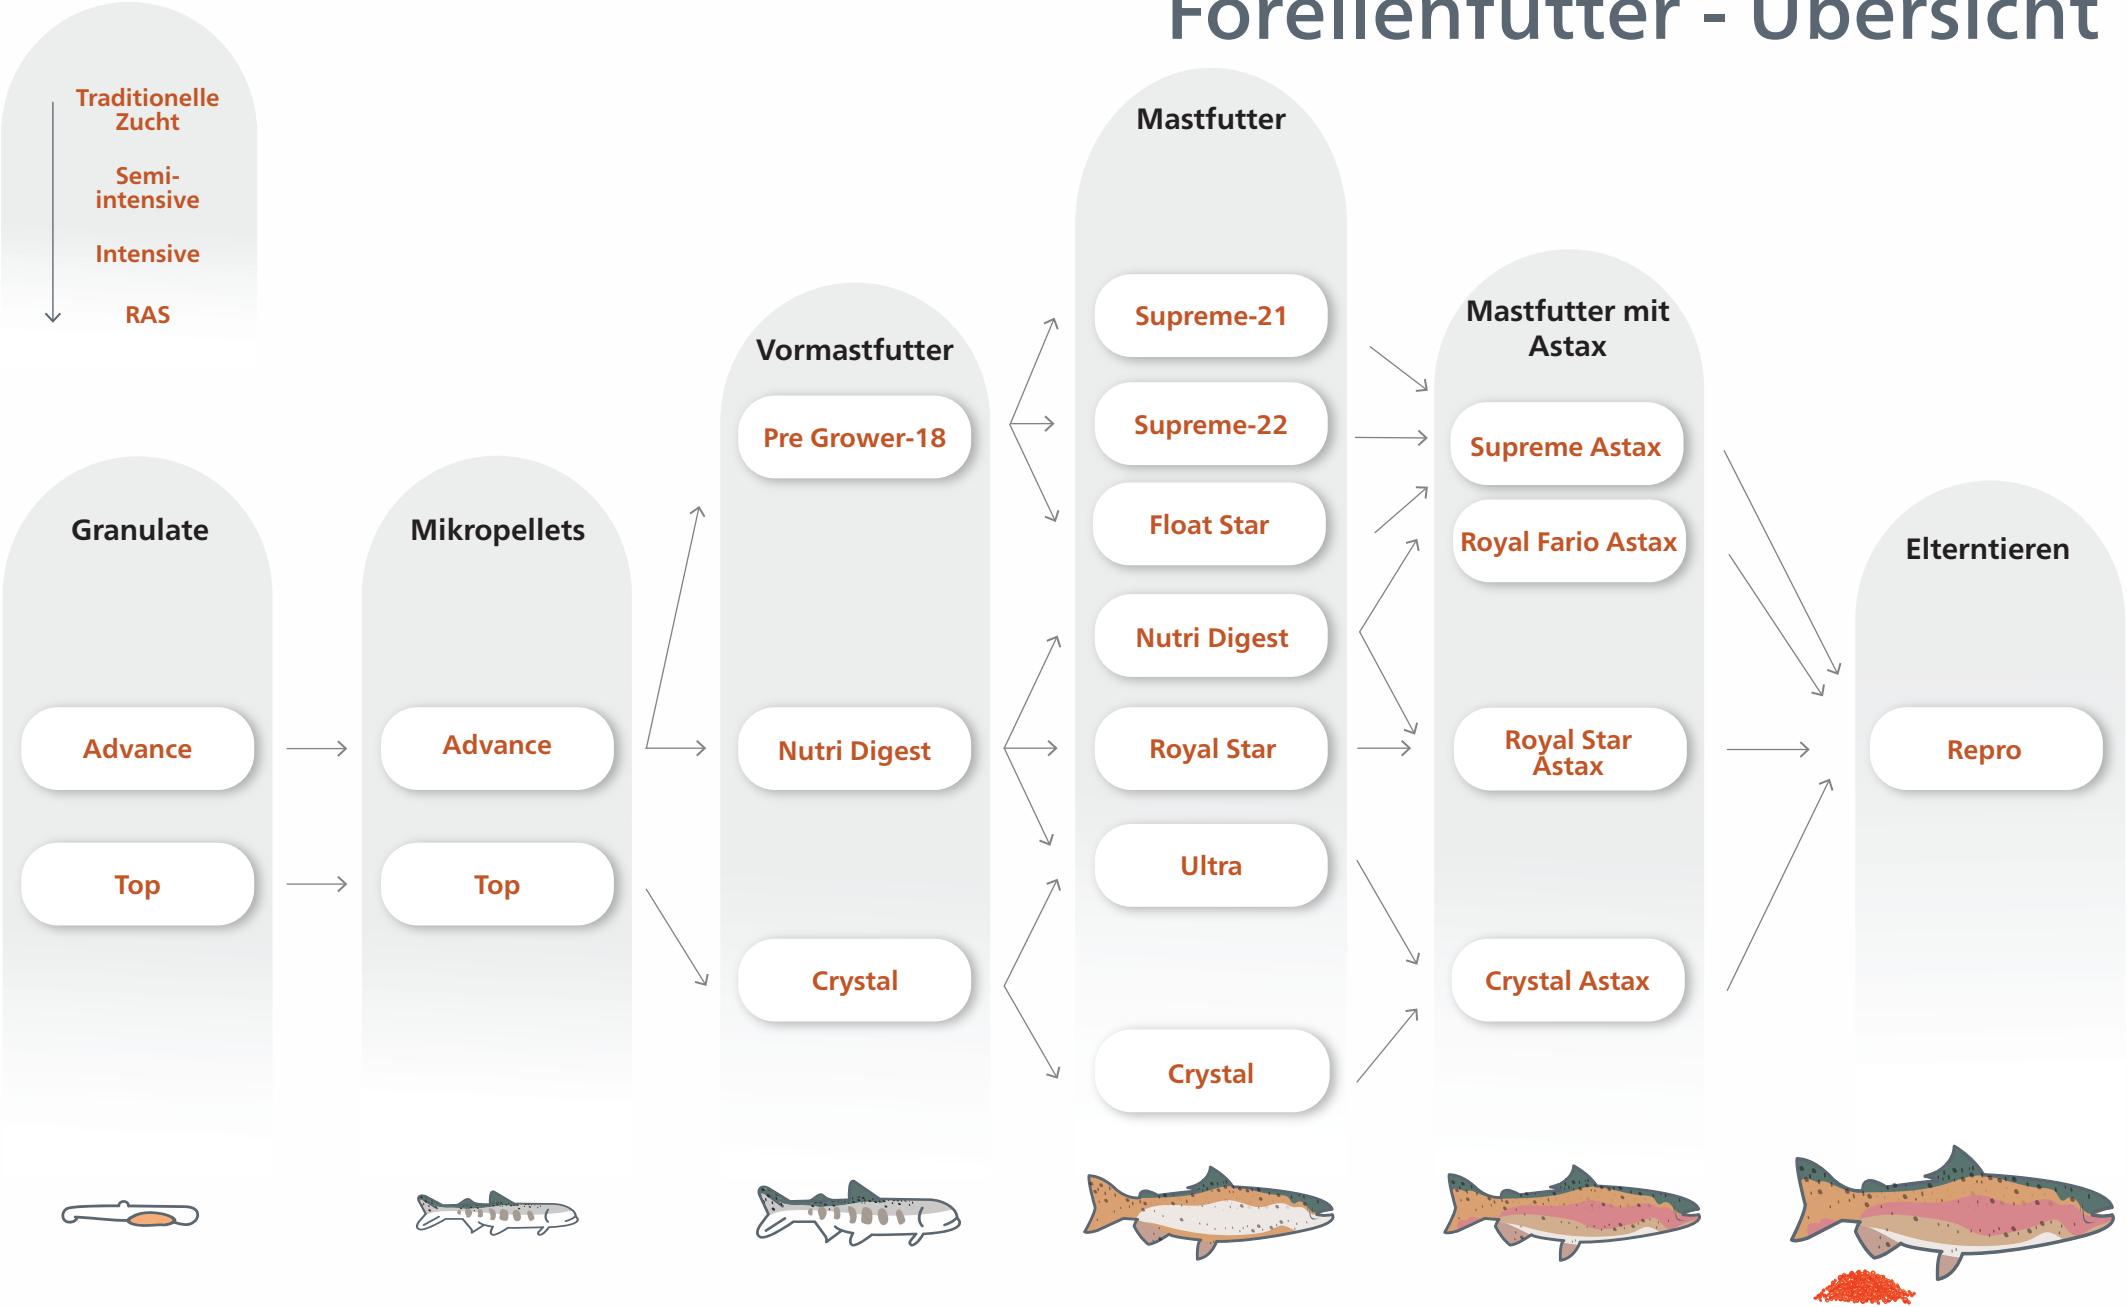 Forellenfutter - Übersicht
Traditionelle
Zucht
Semi-
intensive
Intensive
RAS
Granulate
Advance
Top
Mikropellets
Advance
Top
Vormastfutter
Pre Grower-18
Nutri Digest
Crystal
Mastfutter
Supreme-21
Supreme-22
Float Star
Nutri Digest
Royal Star
Ultra
Crystal
Mastfutter mit
Astax
Supreme Astax
Royal Fario Astax
Royal Star
Astax
Crystal Astax
Elterntieren
Repro